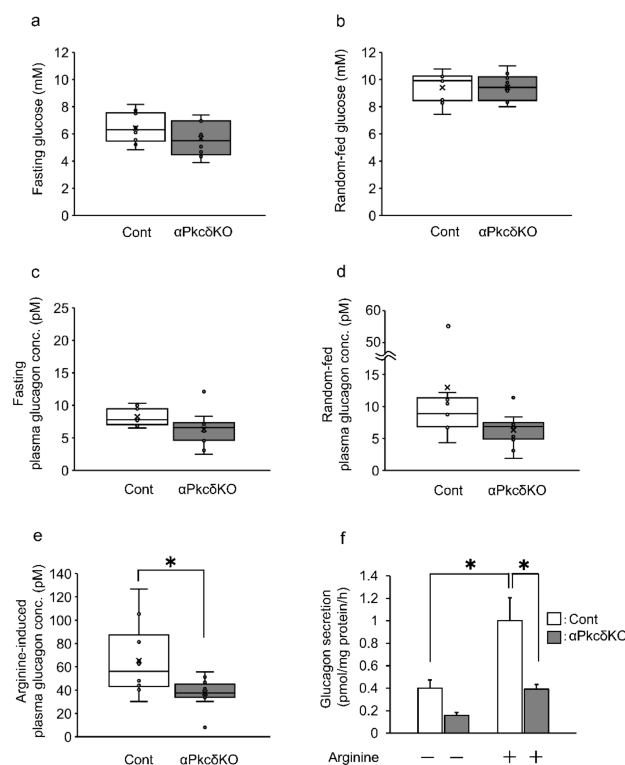 a
Fasting glucose (mM)
12
10
8
6
4
2
0
Cont αPkcδKO
b
Random-fed glucose (mM)
12
10
8
6
4
2
0
Cont αPkcδKO
c
Fasting
plasma glucagon conc. (pM)
25
20
15
10
5
0
Cont αPkcδKO
d
Random-fed
plasma glucagon conc. (pM)
60
50
15
10
5
0
Cont αPkcδKO
e
Arginine-induced
plasma glucagon conc. (pM)
140
120
100
80
60
40
20
0
*
Cont αPkcδKO
f
Glucagon secretion
(pmol/mg protein/h)
1.4
1.2
1
0.8
0.6
0.4
0.2
0
* *
: Cont
: αPkcδKO
Arginine − − + +